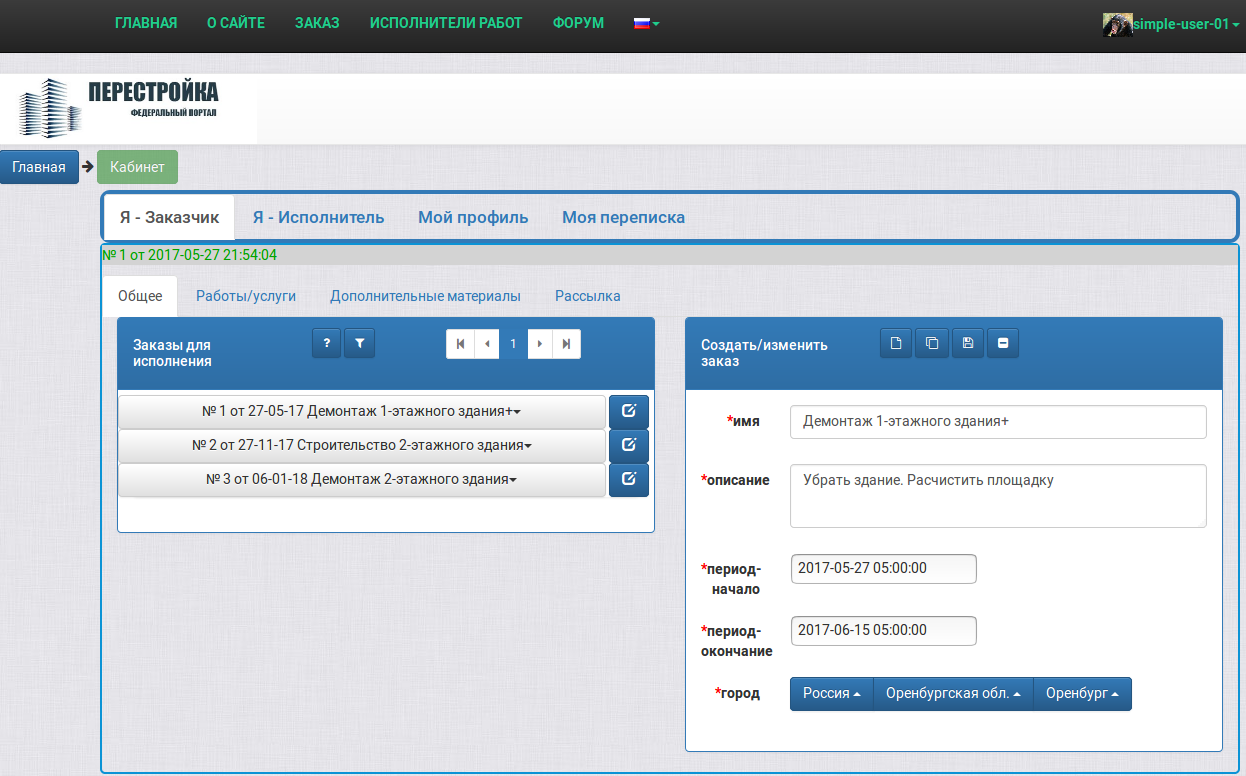 ГЛАВНАЯ О САЙТЕ ЗАКАЗ ИСПОЛНИТЕЛИ РАБОТ ФОРУМ simple-user-01
ПЕРЕСТРОЙКА
ФЕДЕРАЛЬНЫЙ ПОРТАЛ
Главная Кабинет
Я - Заказчик Я - Исполнитель Мой профиль Моя переписка
№ 1 от 2017-05-27 21:54:04
Общее Работы/услуги Дополнительные материалы Рассылка
Заказы для
исполнения
? 1
№ 1 от 27-05-17 Демонтаж 1-этажного здания+
№ 2 от 27-11-17 Строительство 2-этажного здания
№ 3 от 06-01-18 Демонтаж 2-этажного здания
Создать/изменить
заказ
*имя Демонтаж 1-этажного здания+
*описание Убрать здание. Расчистить площадку
*период-
начало
2017-05-27 05:00:00
*период-
окончание
2017-06-15 05:00:00
*город Россия Оренбургская обл. Оренбург